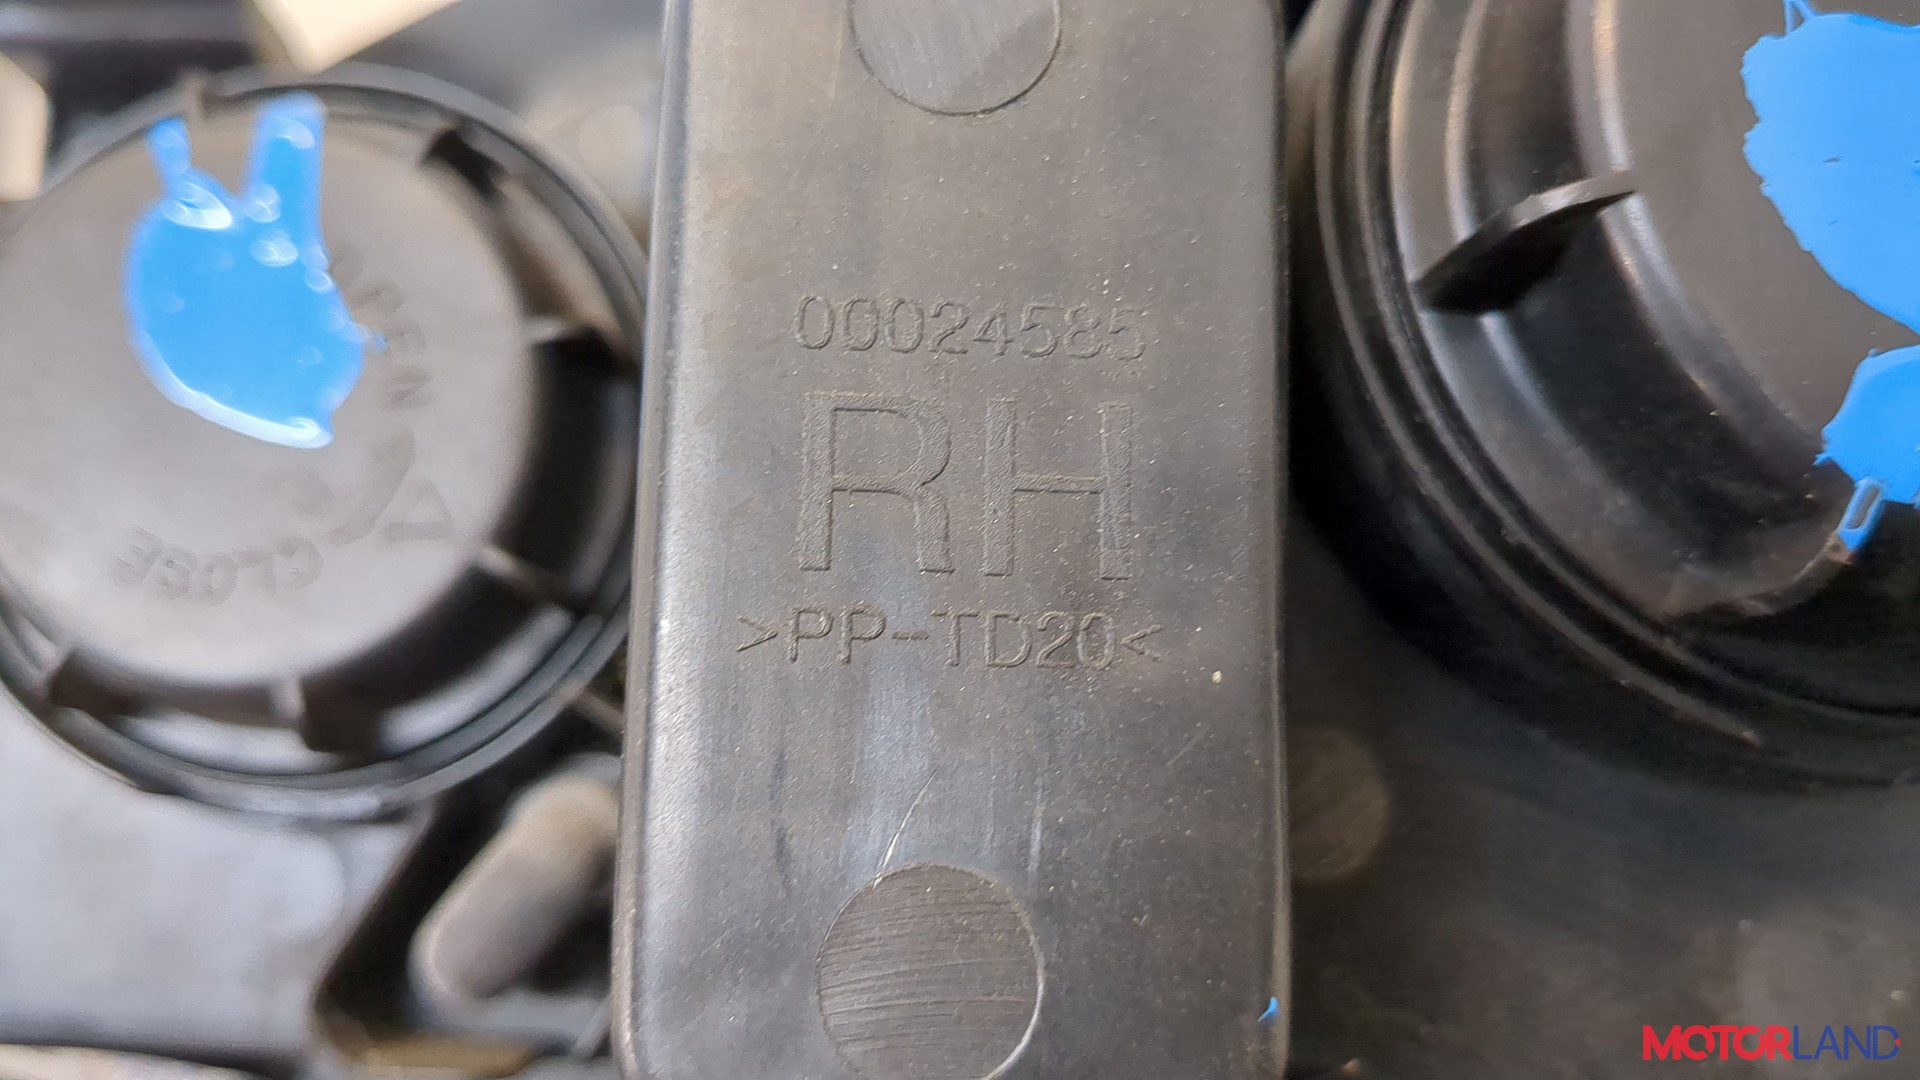 OPEN
CLOSE
00024585
RH
>PP-TD20<
MOTORLAND